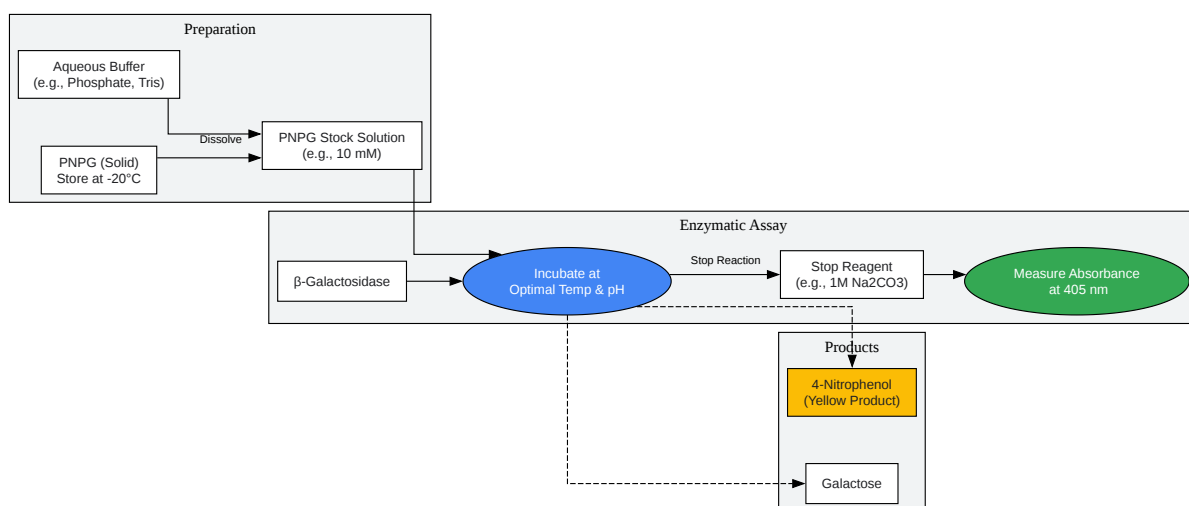 Preparation
Aqueous Buffer
(e.g., Phosphate, Tris)
Dissolve
PNPG Stock Solution
(e.g., 10 mM)
PNPG (Solid)
Store at -20°C
Enzymatic Assay
β-Galactosidase
Incubate at
Optimal Temp & pH
Stop Reaction
Stop Reagent
(e.g., 1M Na2CO3)
Measure Absorbance
at 405 nm
Products
4-Nitrophenol
(Yellow Product)
Galactose